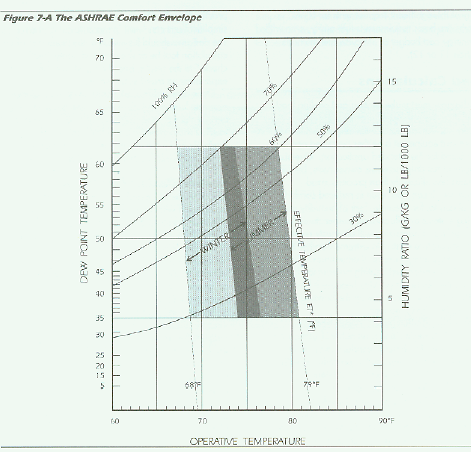 Figure 7-A The ASHRAE Comfort Envelope
°F
70
65
60
55
50
45
40
35
30
25
20
15
5
DEW POINT TEMPERATURE
100% RH
70%
60%
50%
30%
WINTER
SUMMER
EFFECTIVE TEMPERATURE ET* (°F)
68°F
79°F
15
10
5
HUMIDITY RATIO (G/KG OR LB/1000 LB)
60
70
80
90°F
OPERATIVE TEMPERATURE